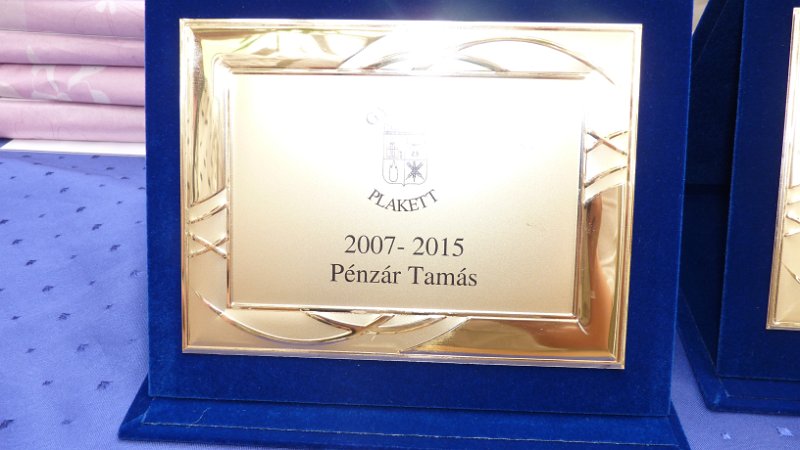 PLAKETT
2007- 2015
Pénzár Tamás